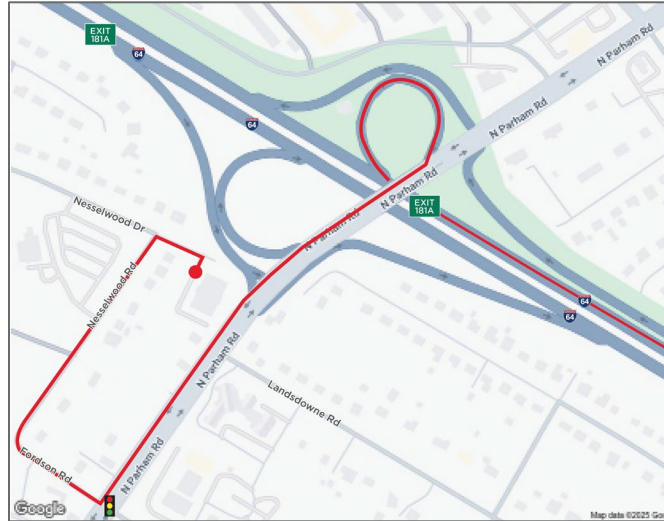 EXIT
181A
64
N Parham Rd
64
N Parham Rd
N Parham Rd
EXIT
181A
Nesselwood Dr
N Parham Rd
Nesselwood Rd
64
64
N Parham Rd
Landsdowne Rd
Fordson Rd
N Parham Rd
Google
Map data ©2025 Goo